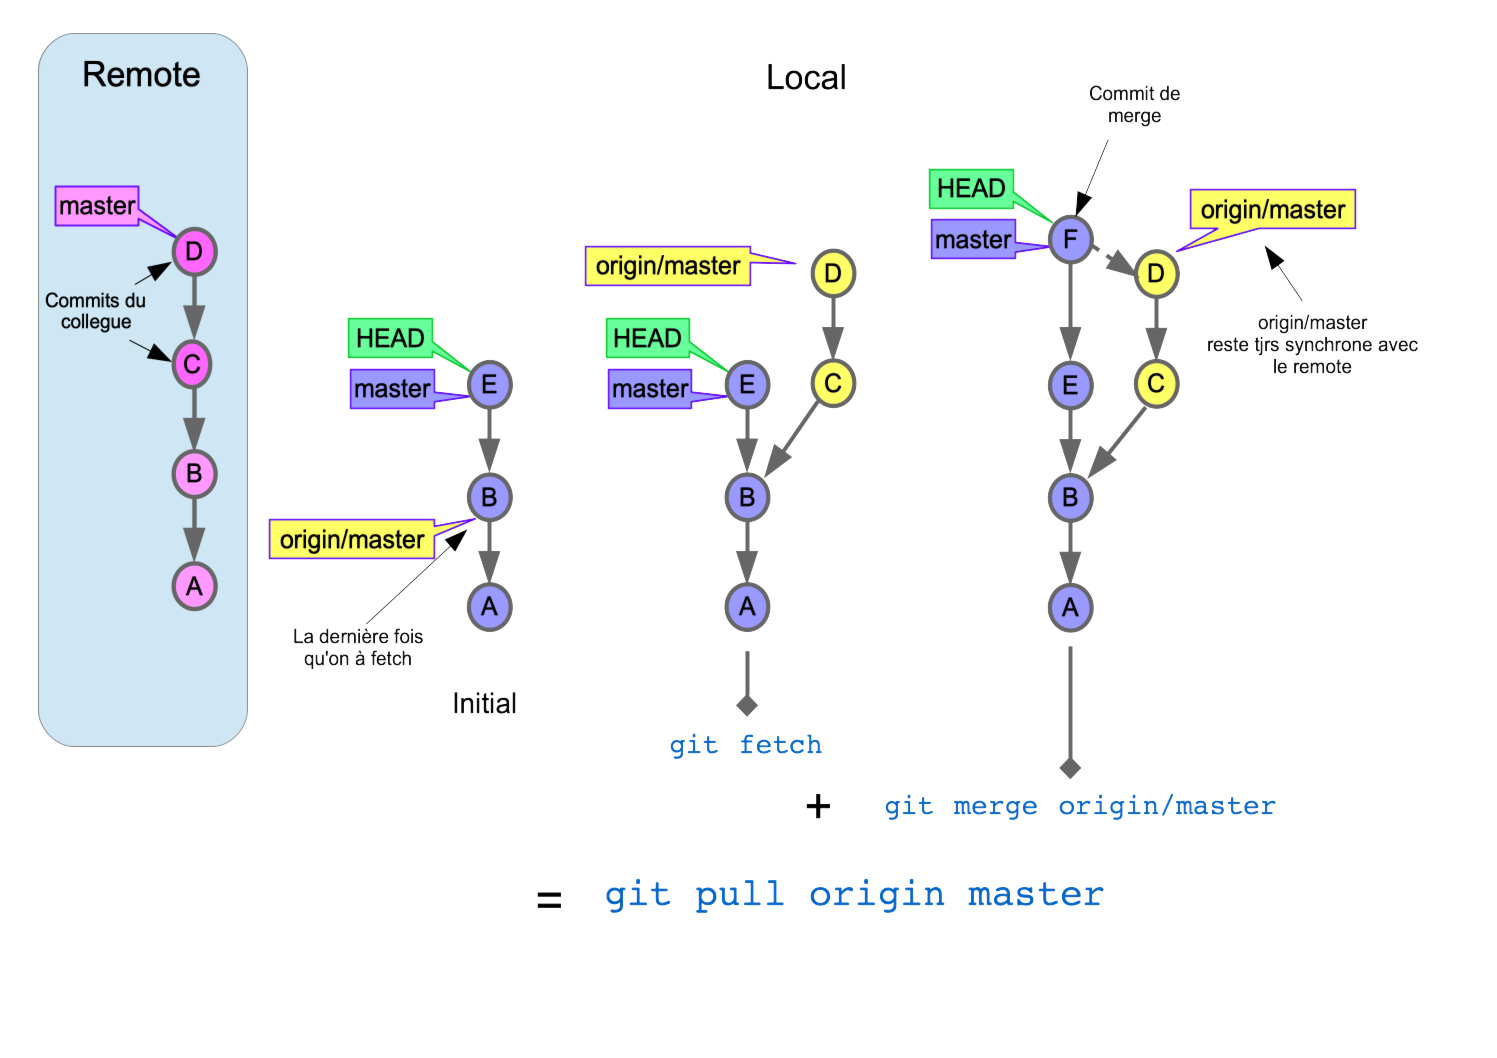 Remote
master
D
Commits du
collegue
C
B
A
Local
HEAD
master
E
B
origin/master
A
La dernière fois
qu'on à fetch
Initial
origin/master
D
HEAD
master
E
C
B
A
git fetch
Commit de
merge
HEAD
master
F
origin/master
D
origin/master
reste tjrs synchrone avec
le remote
E
C
B
A
+ git merge origin/master
= git pull origin master